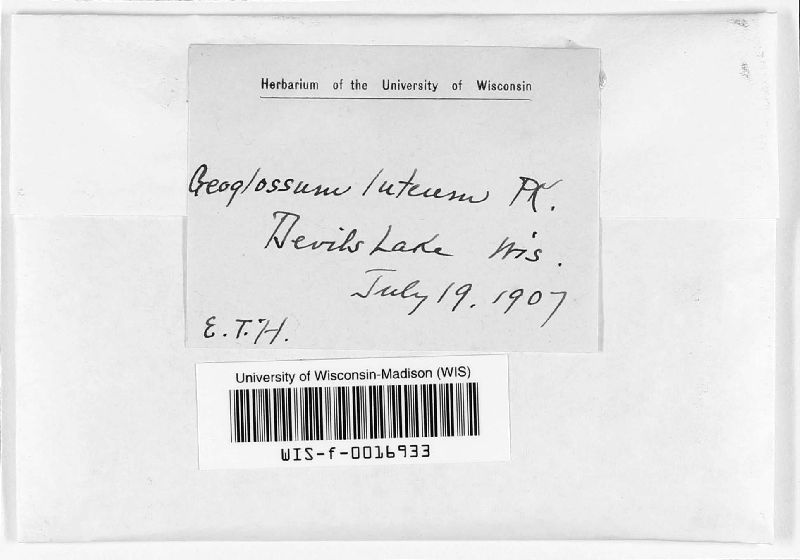 Herbarium of the University of Wisconsin
Geoglossum luteum Pk.
Devils Lake Wis.
July 19. 1907
E.T.H.
University of Wisconsin-Madison (WIS)
WIS-f-0016933